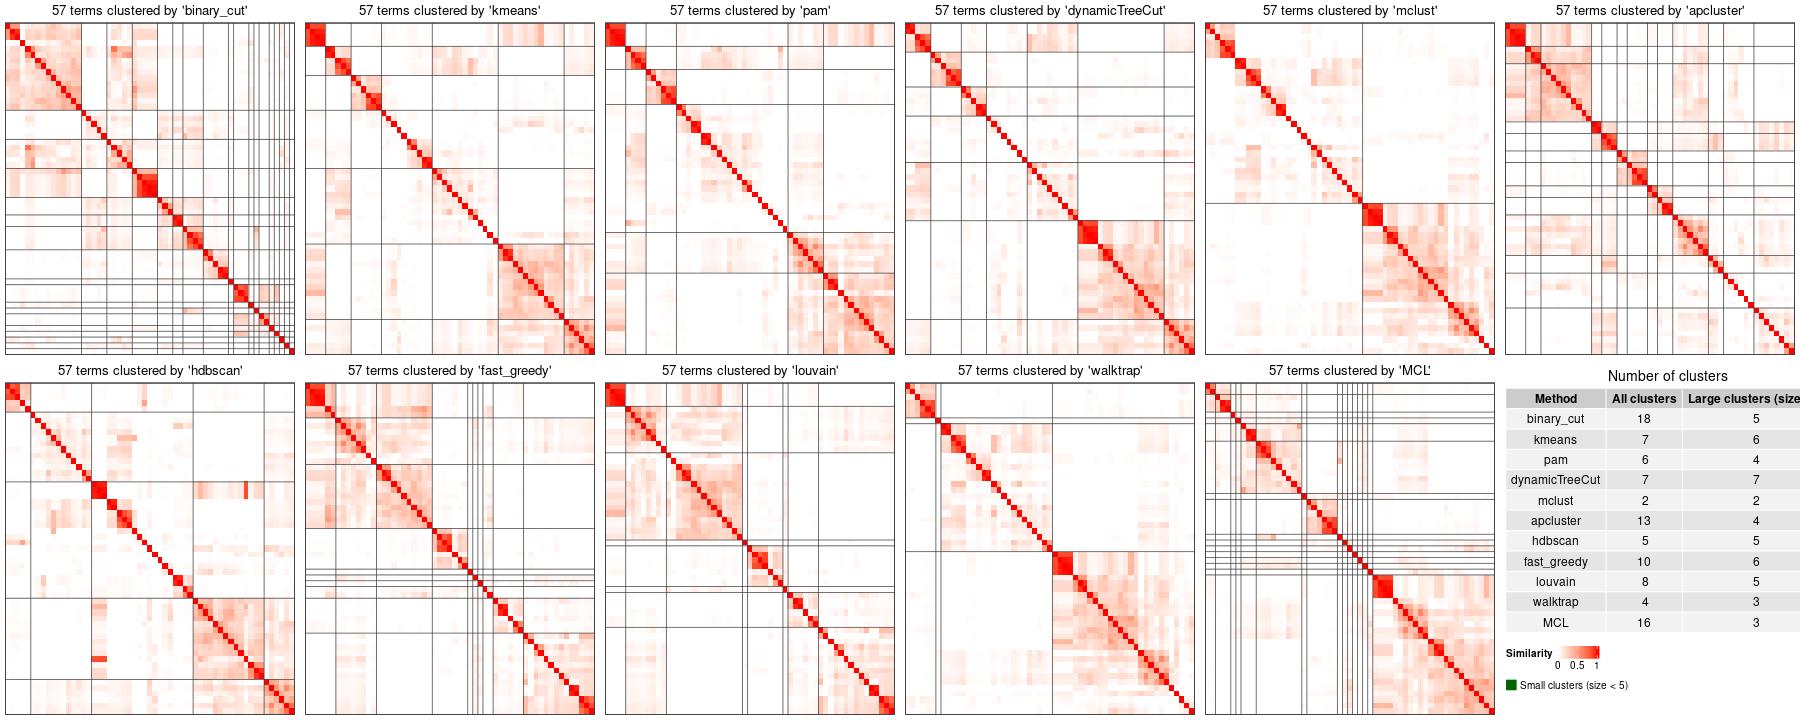 57 terms clustered by 'binary_cut'
57 terms clustered by 'kmeans'
57 terms clustered by 'pam'
57 terms clustered by 'dynamicTreeCut'
57 terms clustered by 'mclust'
57 terms clustered by 'apcluster'
57 terms clustered by 'hdbscan'
57 terms clustered by 'fast_greedy'
57 terms clustered by 'louvain'
57 terms clustered by 'walktrap'
57 terms clustered by 'MCL'
Number of clusters
Method All clusters Large clusters (size
binary_cut 18 5
kmeans 7 6
pam 6 4
dynamicTreeCut 7 7
mclust 2 2
apcluster 13 4
hdbscan 5 5
fast_greedy 10 6
louvain 8 5
walktrap 4 3
MCL 16 3
Similarity
0 0.5 1
Small clusters (size < 5)